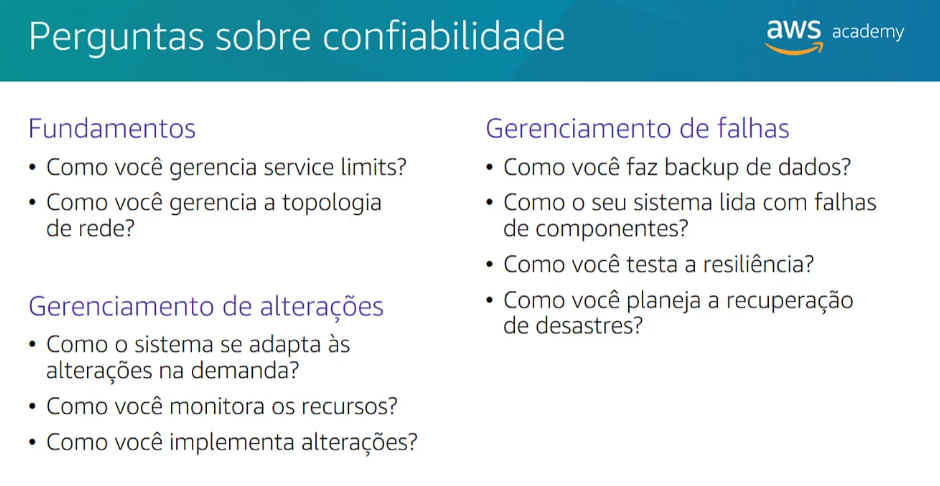 Perguntas sobre confiabilidade
aws academy
Fundamentos
• Como você gerencia service limits?
• Como você gerencia a topologia
de rede?
Gerenciamento de alterações
• Como o sistema se adapta às
alterações na demanda?
• Como você monitora os recursos?
• Como você implementa alterações?
Gerenciamento de falhas
• Como você faz backup de dados?
• Como o seu sistema lida com falhas
de componentes?
• Como você testa a resiliência?
• Como você planeja a recuperação
de desastres?